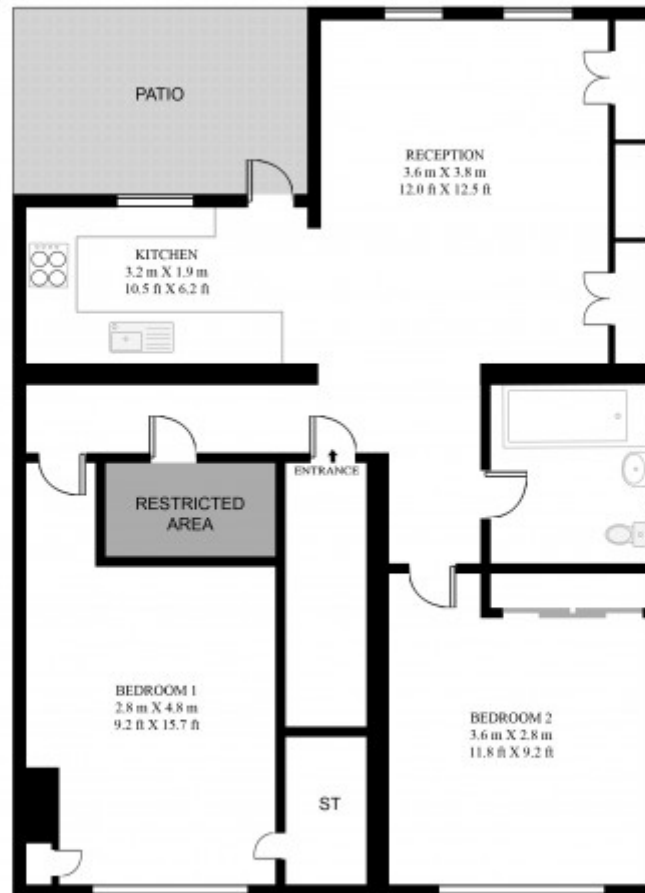 PATIO
RECEPTION
3.6 m X 3.8 m
12.0 ft X 12.5 ft
KITCHEN
3.2 m X 1.9 m
10.5 ft X 6.2 ft
ENTRANCE
RESTRICTED
AREA
BEDROOM 1
2.8 m X 4.8 m
9.2 ft X 15.7 ft
BEDROOM 2
3.6 m X 2.8 m
11.8 ft X 9.2 ft
ST